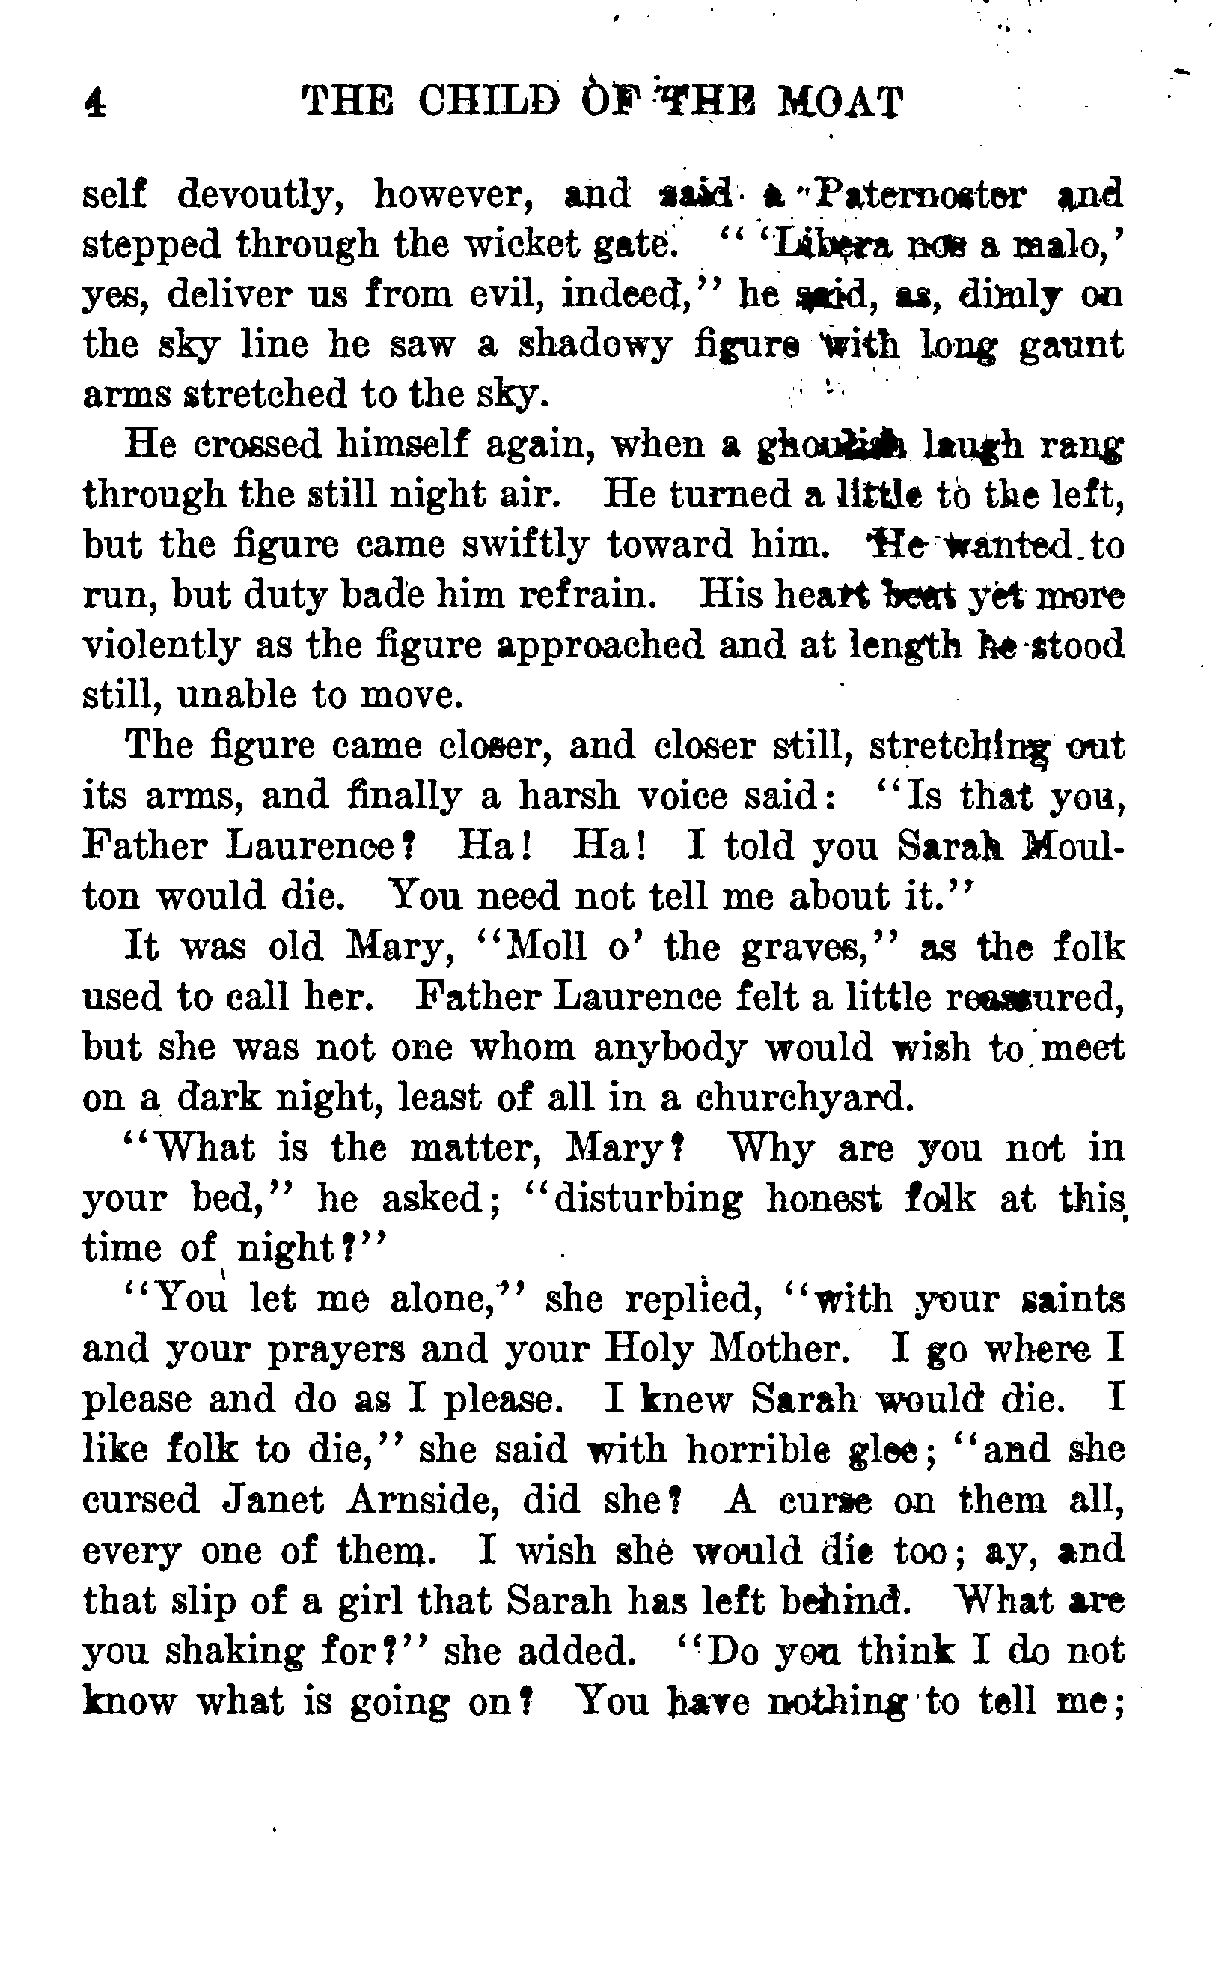 4 THE CHILD OF THE MOAT
self devoutly, however, and said a Paternoster and
stepped through the wicket gate. " 'Libera nos a malo,'
yes, deliver us from evil, indeed," he said, as, dimly on
the sky line he saw a shadowy figure with long gaunt
arms stretched to the sky.
He crossed himself again, when a ghoulish laugh rang
through the still night air. He turned a little to the left,
but the figure came swiftly toward him. He wanted to
run, but duty bade him refrain. His heart beat yet more
violently as the figure approached and at length he stood
still, unable to move.
The figure came closer, and closer still, stretching out
its arms, and finally a harsh voice said: "Is that you,
Father Laurence? Ha! Ha! I told you Sarah Moul-
ton would die. You need not tell me about it."
It was old Mary, "Moll o' the graves," as the folk
used to call her. Father Laurence felt a little reassured,
but she was not one whom anybody would wish to meet
on a dark night, least of all in a churchyard.
"What is the matter, Mary? Why are you not in
your bed," he asked; "disturbing honest folk at this
time of night?"
"You let me alone," she replied, "with your saints
and your prayers and your Holy Mother. I go where I
please and do as I please. I knew Sarah would die. I
like folk to die," she said with horrible glee; "and she
cursed Janet Arnside, did she? A curse on them all,
every one of them. I wish she would die too; ay, and
that slip of a girl that Sarah has left behind. What are
you shaking for?" she added. "Do you think I do not
know what is going on? You have nothing to tell me;